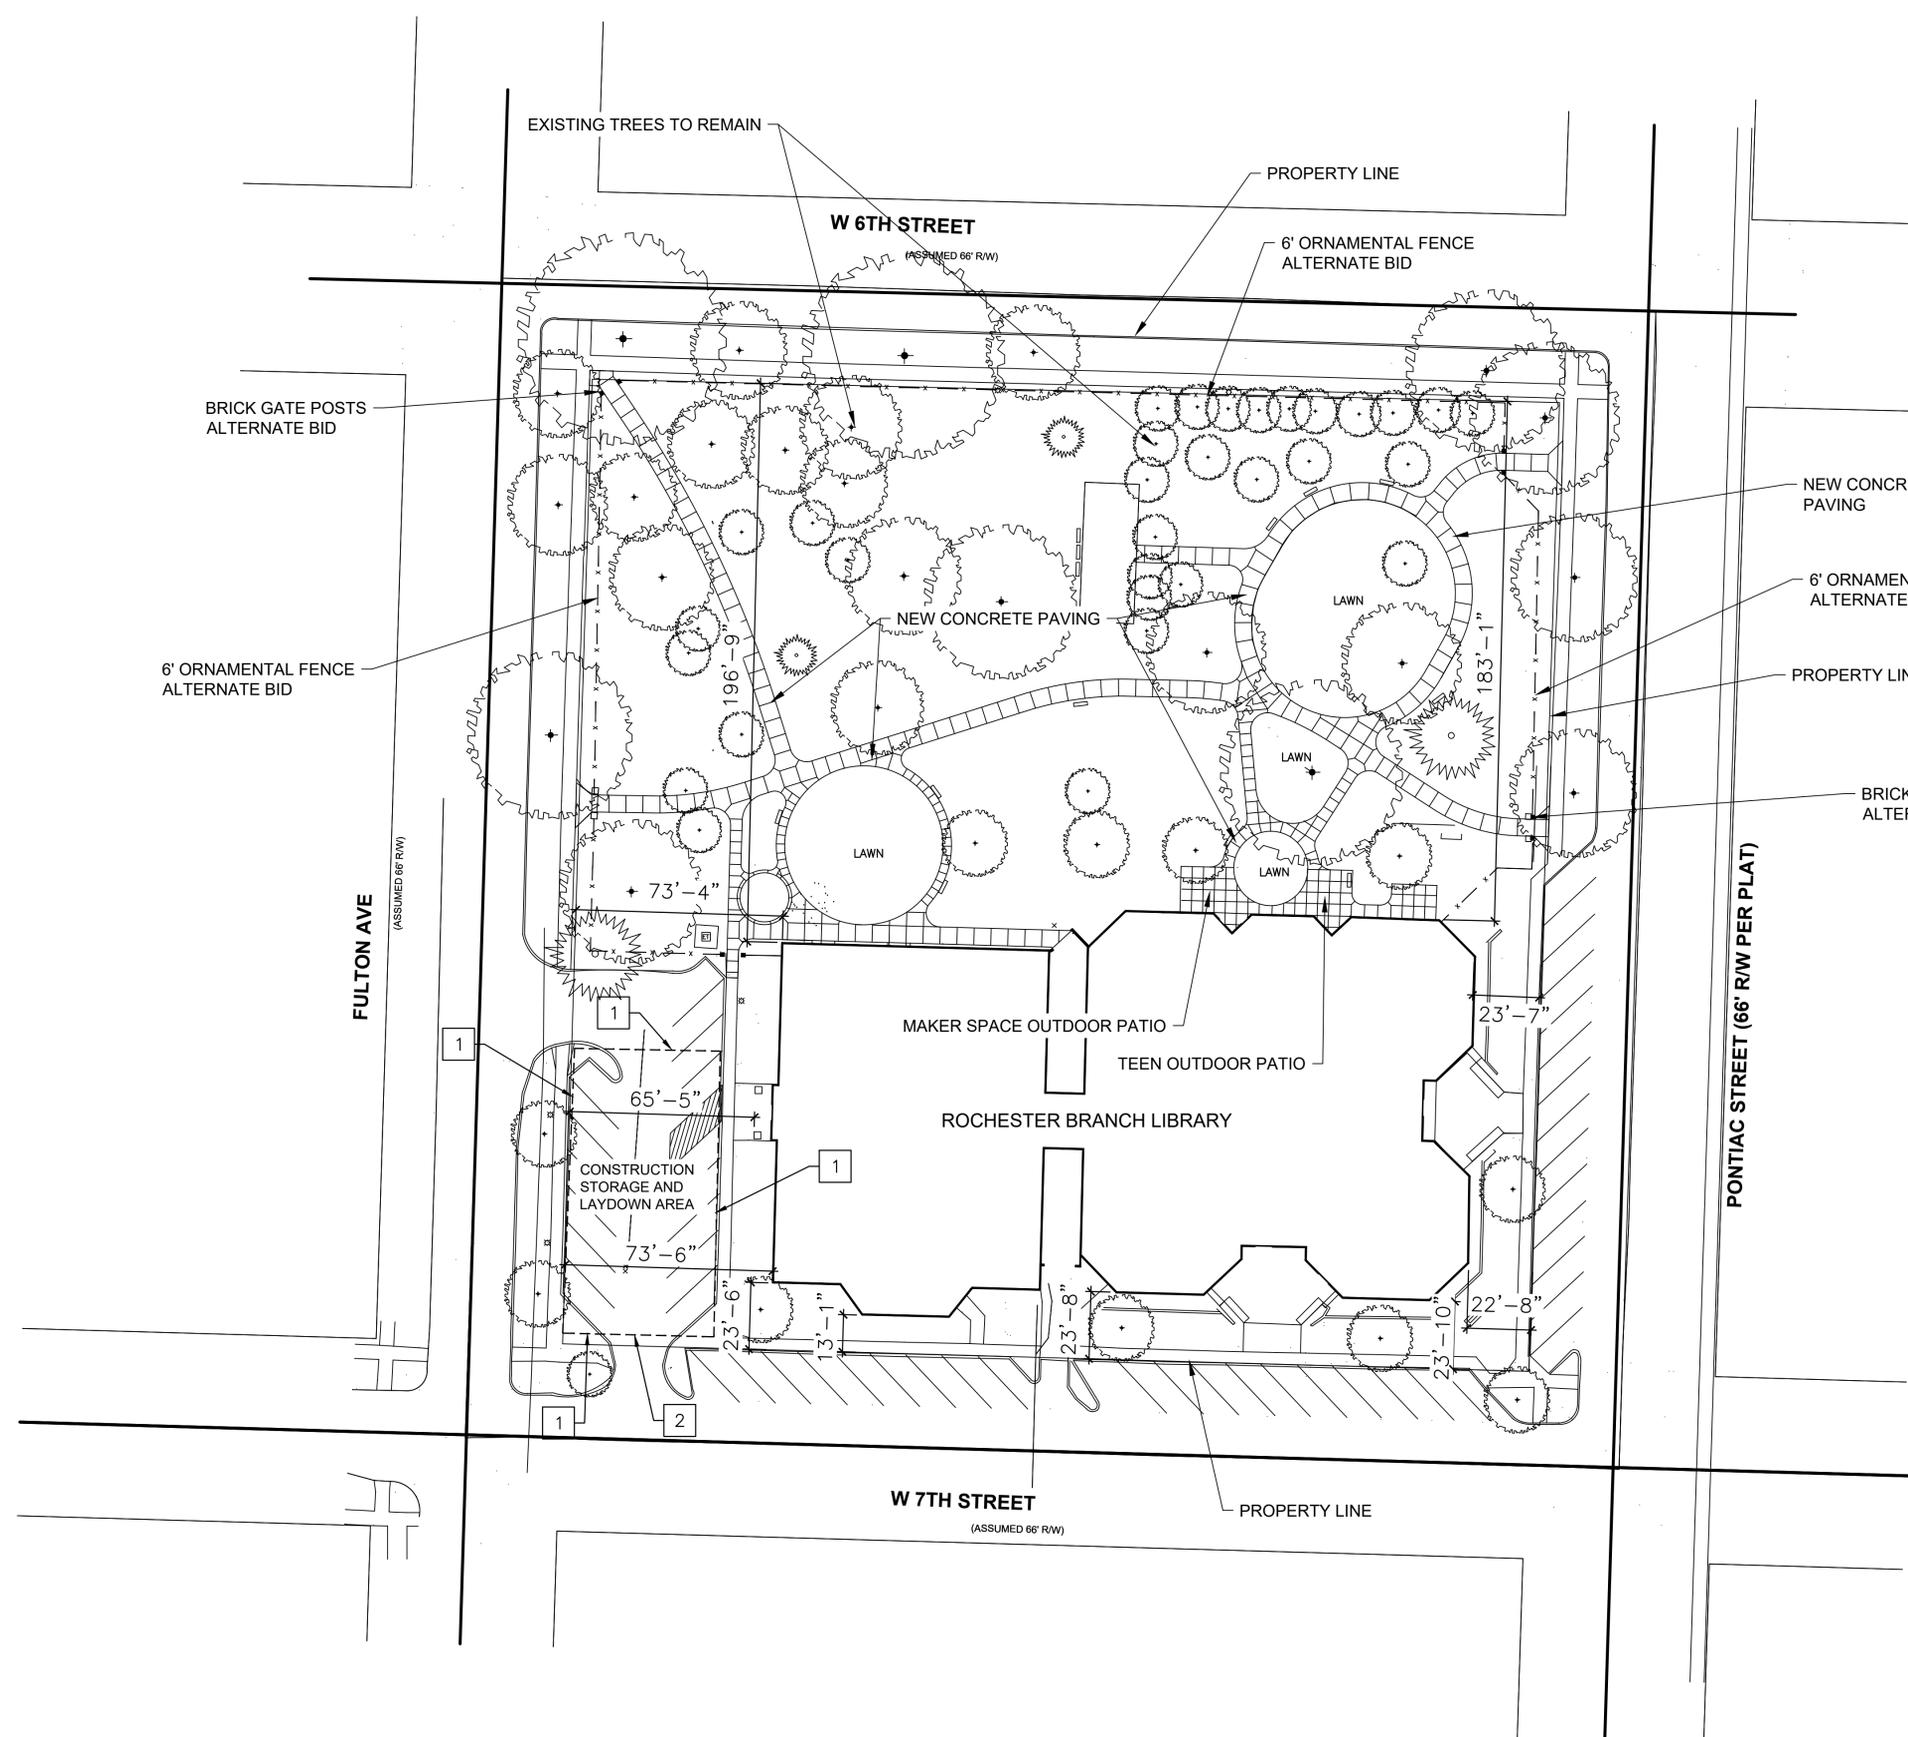 EXISTING TREES TO REMAIN
PROPERTY LINE
W 6TH STREET
(ASSUMED 66' R/W)
6' ORNAMENTAL FENCE
ALTERNATE BID
BRICK GATE POSTS
ALTERNATE BID
NEW CONCR
PAVING
6' ORNAMEN
ALTERNATE
LAWN
NEW CONCRETE PAVING
183'-1"
196'-9"
6' ORNAMENTAL FENCE
ALTERNATE BID
PROPERTY LIN
LAWN
BRICK
ALTER
LAWN
LAWN
73'-4"
ET
FULTON AVE
(ASSUMED 66' R/W)
PONTIAC STREET (66' R/W PER PLAT)
1
1
MAKER SPACE OUTDOOR PATIO
23'-7"
TEEN OUTDOOR PATIO
65'-5"
ROCHESTER BRANCH LIBRARY
1
CONSTRUCTION
STORAGE AND
LAYDOWN AREA
73'-6"
23'-6"
13'-1"
23'-8"
23'-10"
22'-8"
1
2
W 7TH STREET
(ASSUMED 66' R/W)
PROPERTY LINE